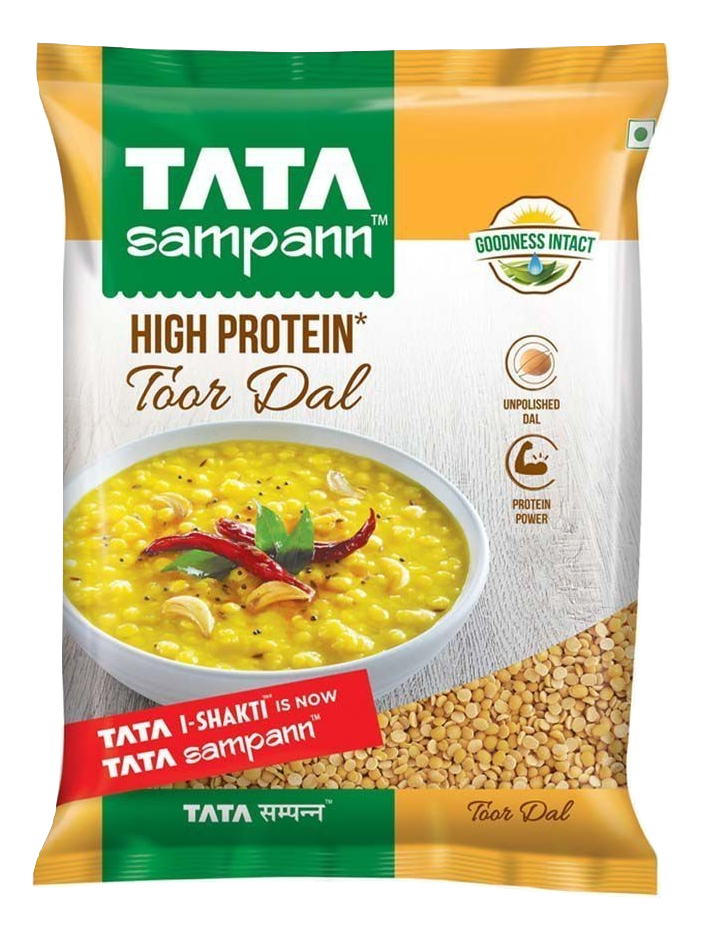 TATA
sampann™
GOODNESS INTACT
HIGH PROTEIN*
Toor Dal
UNPOLISHED
DAL
PROTEIN
POWER
TATA I-SHAKTI™ IS NOW
TATA sampann™
TATA सम्पन्न™
Toor Dal